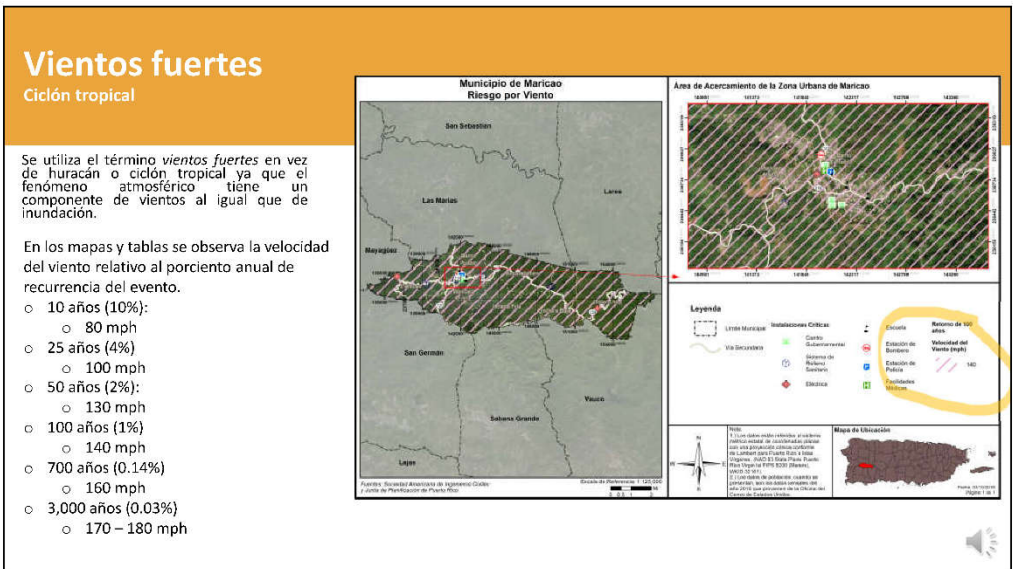 Vientos fuertes
Ciclón tropical
Se utiliza el término vientos fuertes en vez
de huracán o ciclón tropical ya que el
fenómeno atmosférico tiene un
componente de vientos al igual que de
inundación.
En los mapas y tablas se observa la velocidad
del viento relativo al porciento anual de
recurrencia del evento.
o 10 años (10%):
o 80 mph
o 25 años (4%)
o 100 mph
o 50 años (2%):
o 130 mph
o 100 años (1%)
o 140 mph
o 700 años (0.14%)
o 160 mph
o 3,000 años (0.03%)
o 170 – 180 mph
Municipio de Maricao
Riesgo por Viento
San Sebastián
Lares
Las Marías
Mayagüez
San Germán
Yauco
Sabana Grande
Lajas
Fuentes: Sociedad Americana de Ingenieros Civiles
y Junta de Planificación de Puerto Rico
Escala de Referencia 1:125,000
Área de Acercamiento de la Zona Urbana de Maricao
Leyenda
Límite Municipal
Vía Secundaria
Instalaciones Críticas
Centro
Gubernamental
Sistema de
Relleno
Sanitario
Eléctrica
Escuela
Estación de
Bombero
Estación de
Policía
Facilidades
Médicas
Retorno de 100
años
Velocidad del
Viento (mph)
140
N
E
S
Nota:
Mapa de Ubicación
Página 1 de 1